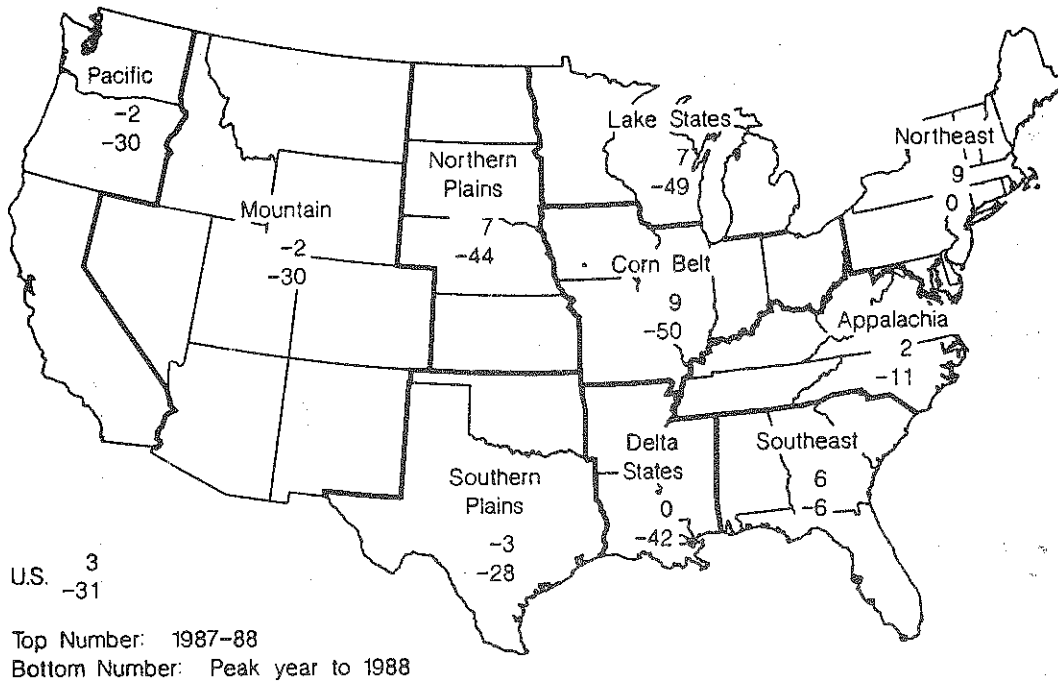 Pacific
-2
-30
Mountain
-2
-30
Northern
Plains
7
-44
Lake States
7
-49
Corn Belt
9
-50
Northeast
9
0
Appalachia
2
-11
Southeast
6
-6
Delta
States
0
-42
Southern
Plains
-3
-28
U.S. 3
-31
Top Number: 1987-88
Bottom Number: Peak year to 1988